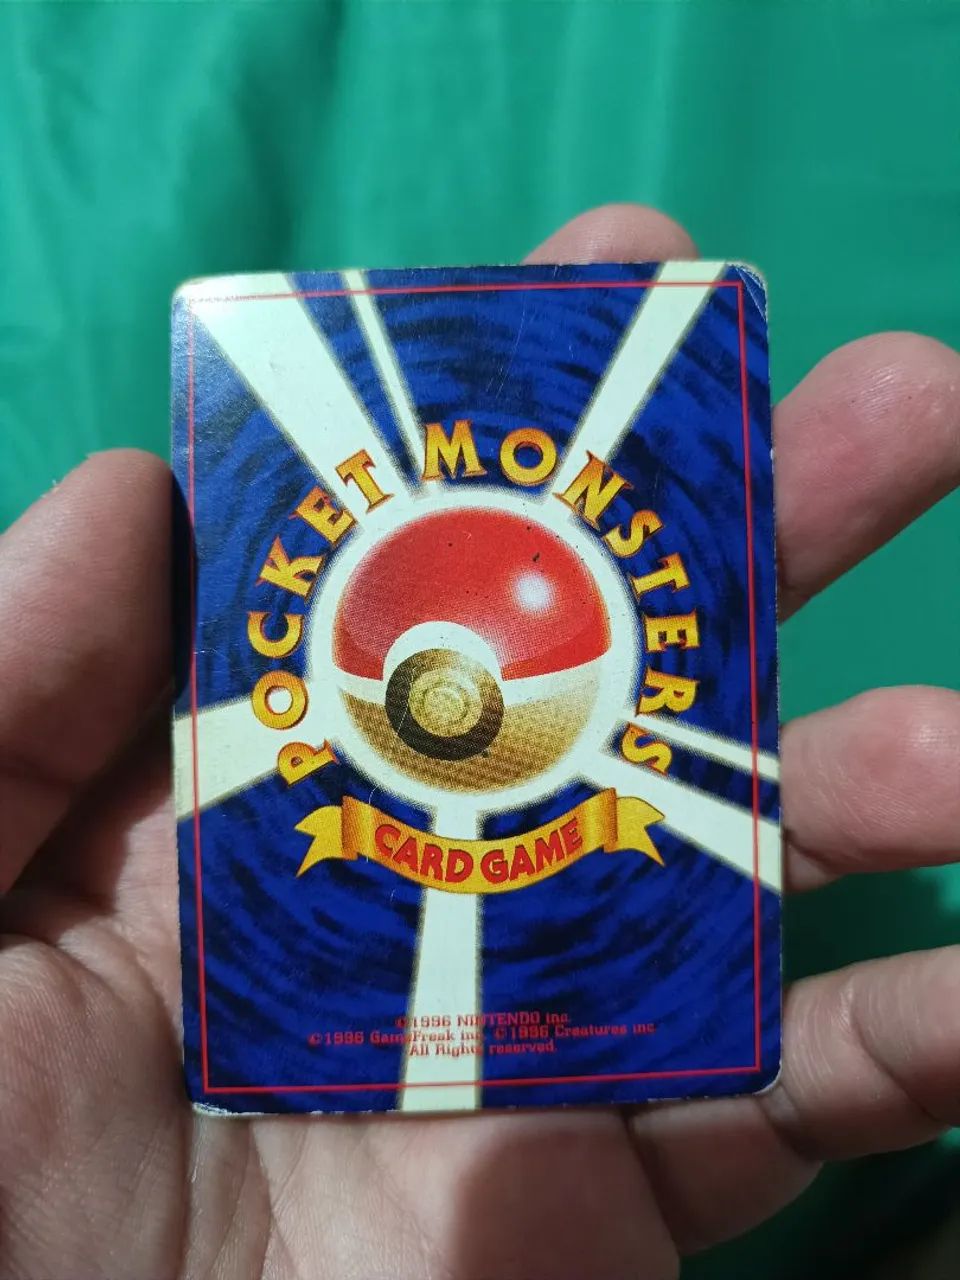 POCKET MONSTERS
CARD GAME
©1996 NINTENDO inc.
©1996 GameFreak inc. ©1996 Creatures inc.
All Rights reserved.